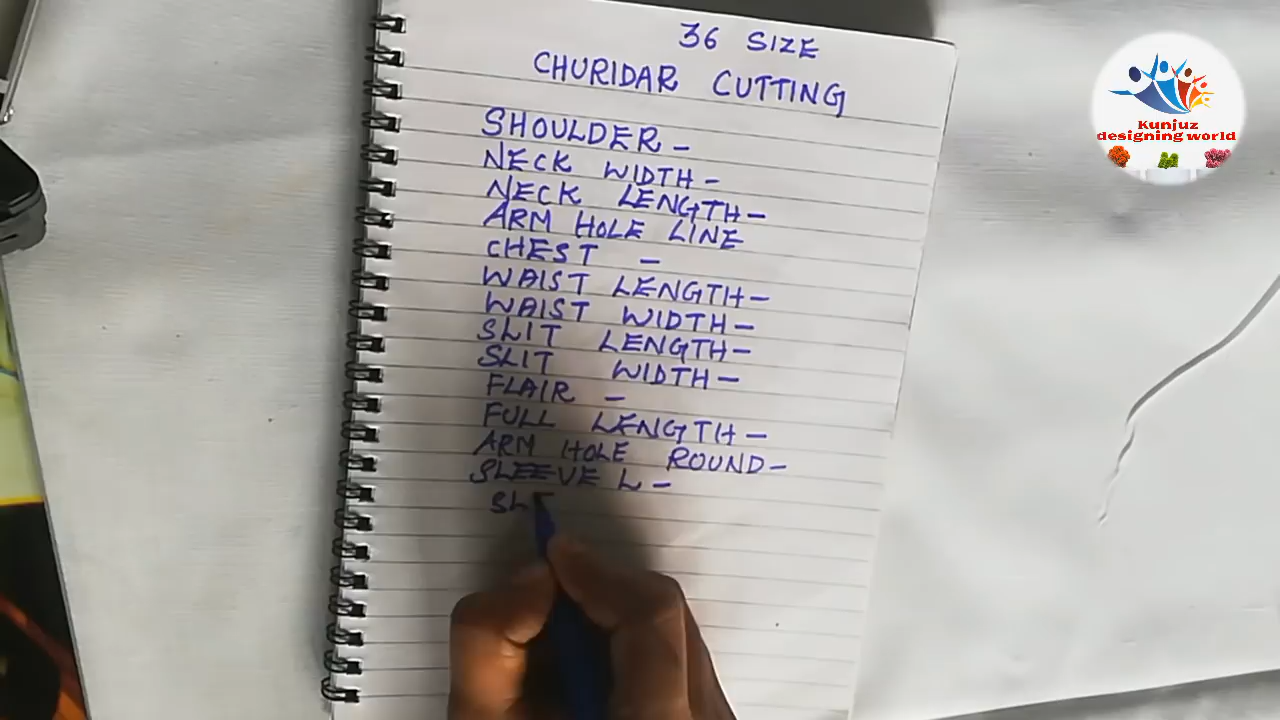 36 SIZE
CHURIDAR CUTTING
SHOULDER -
NECK WIDTH -
NECK LENGTH -
ARM HOLE LINE
CHEST -
WAIST LENGTH -
WAIST WIDTH -
SLIT LENGTH -
SLIT WIDTH -
FLAIR -
FULL LENGTH -
ARM HOLE ROUND -
SLEEVE L -
Kunjuz
designing world